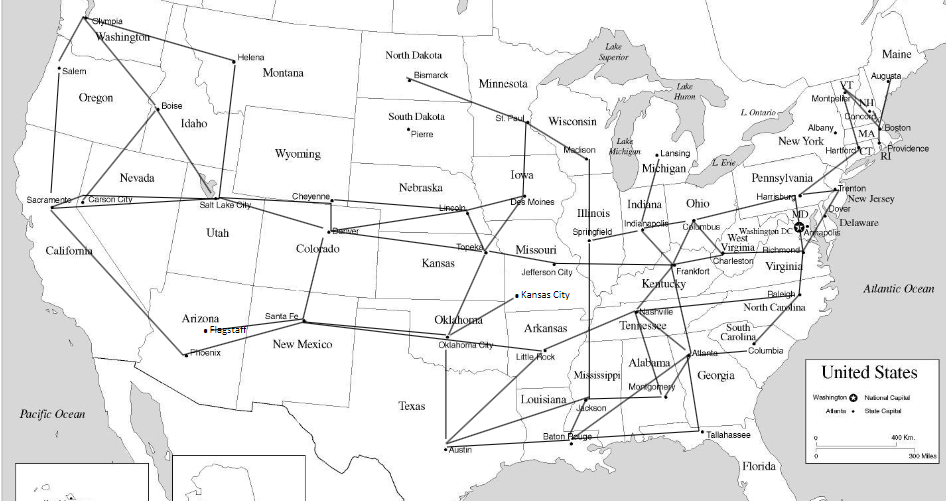 Olympia
Washington
Helena
Montana
North Dakota
Bismarck
Minnesota
Lake
Superior
Maine
Augusta
VT
Montpelier
NH
Concord
Salem
Oregon
Boise
Idaho
South Dakota
Pierre
St. Paul
Wisconsin
Lake
Huron
L. Ontario
Albany
New York
MA
Boston
Hartford
CT
Providence
RI
Wyoming
Madison
Lake
Michigan
Lansing
Michigan
L. Erie
Pennsylvania
Nevada
Sacramento
Carson City
Salt Lake City
Cheyenne
Nebraska
Lincoln
Iowa
Des Moines
Illinois
Indiana
Ohio
Harrisburg
Trenton
New Jersey
Dover
Delaware
MD
Washington DC
Annapolis
California
Utah
Denver
Colorado
Topeka
Kansas
Missouri
Jefferson City
Springfield
Indianapolis
Columbus
West
Virginia
Charleston
Richmond
Virginia
Frankfort
Kentucky
Kansas City
Atlantic Ocean
Raleigh
North Carolina
Arizona
Flagstaff
Santa Fe
New Mexico
Oklahoma
Oklahoma City
Arkansas
Little Rock
Nashville
Tennessee
South
Carolina
Columbia
Phoenix
Atlanta
Georgia
Alabama
Montgomery
Mississippi
Jackson
Louisiana
Baton Rouge
Texas
Austin
Tallahassee
Florida
Pacific Ocean
United States
Washington National Capital
Atlanta State Capital
0 400 Km.
0 300 Miles